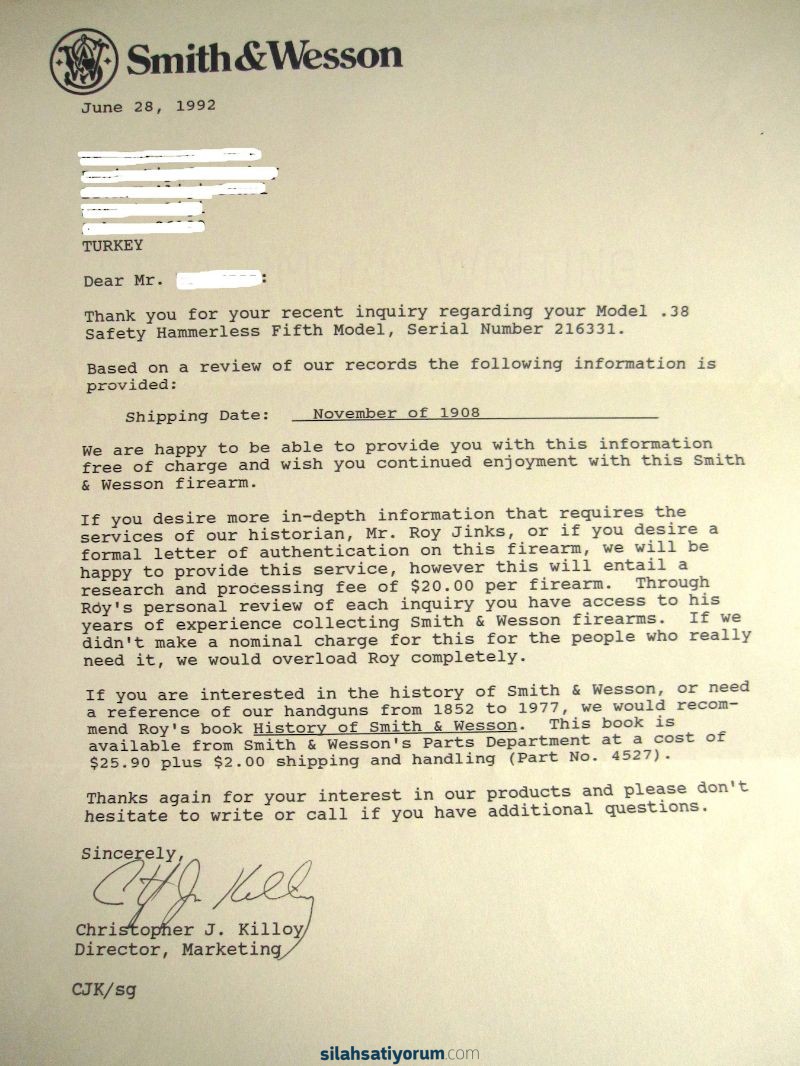 Smith & Wesson
June 28, 1992
TURKEY
Dear Mr. :
Thank you for your recent inquiry regarding your Model .38
Safety Hammerless Fifth Model, Serial Number 216331.
Based on a review of our records the following information is
provided:
Shipping Date: November of 1908
We are happy to be able to provide you with this information
free of charge and wish you continued enjoyment with this Smith
& Wesson firearm.
If you desire more in-depth information that requires the
services of our historian, Mr. Roy Jinks, or if you desire a
formal letter of authentication on this firearm, we will be
happy to provide this service, however this will entail a
research and processing fee of $20.00 per firearm. Through
Roy's personal review of each inquiry you have access to his
years of experience collecting Smith & Wesson firearms. If we
didn't make a nominal charge for this for the people who really
need it, we would overload Roy completely.
If you are interested in the history of Smith & Wesson, or need
a reference of our handguns from 1852 to 1977, we would recom-
mend Roy's book History of Smith & Wesson. This book is
available from Smith & Wesson's Parts Department at a cost of
$25.90 plus $2.00 shipping and handling (Part No. 4527).
Thanks again for your interest in our products and please don't
hesitate to write or call if you have additional questions.
Sincerely,
Christopher J. Killoy
Director, Marketing
CJK/sg
silahsatiyorum.com